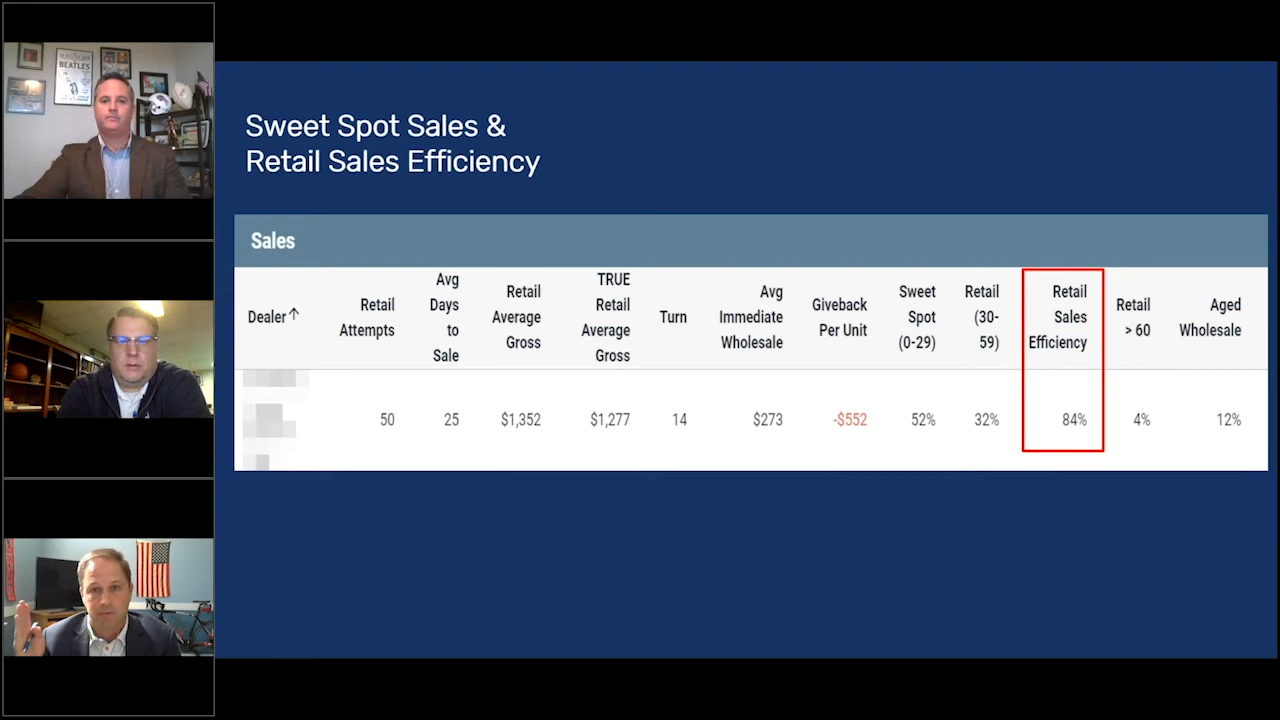 BEATLES
Sweet Spot Sales &
Retail Sales Efficiency
Sales
Dealer↑
Retail
Attempts
Avg
Days
to
Sale
Retail
Average
Gross
TRUE
Retail
Average
Gross
Turn
Avg
Immediate
Wholesale
Giveback
Per Unit
Sweet
Spot
(0-29)
Retail
(30-
59)
Retail
Sales
Efficiency
Retail
> 60
Aged
Wholesale
50
25
$1,352
$1,277
14
$273
-$552
52%
32%
84%
4%
12%